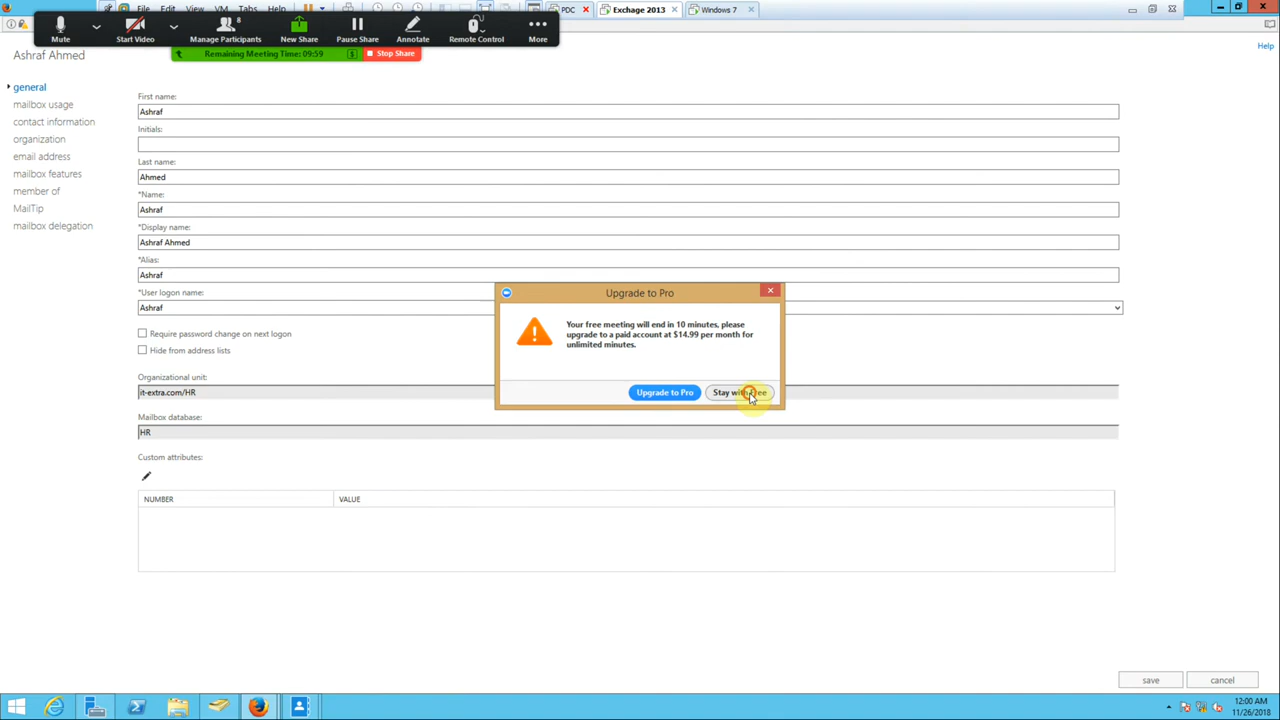 File Edit View VM Tabs Help
PDC
Exchage 2013
Windows 7
8
Mute
Start Video
Manage Participants
New Share
Pause Share
Annotate
Remote Control
More
Remaining Meeting Time: 09:59
$
Stop Share
Help
Ashraf Ahmed
general
mailbox usage
contact information
organization
email address
mailbox features
member of
MailTip
mailbox delegation
First name:
Ashraf
Initials:
Last name:
Ahmed
*Name:
Ashraf
*Display name:
Ashraf Ahmed
*Alias:
Ashraf
*User logon name:
Ashraf
Require password change on next logon
Hide from address lists
Organizational unit:
it-extra.com/HR
Mailbox database:
HR
Custom attributes:
NUMBER VALUE
Upgrade to Pro
Your free meeting will end in 10 minutes, please
upgrade to a paid account at $14.99 per month for
unlimited minutes.
Upgrade to Pro
Stay with Free
save
cancel
12:00 AM
11/26/2018